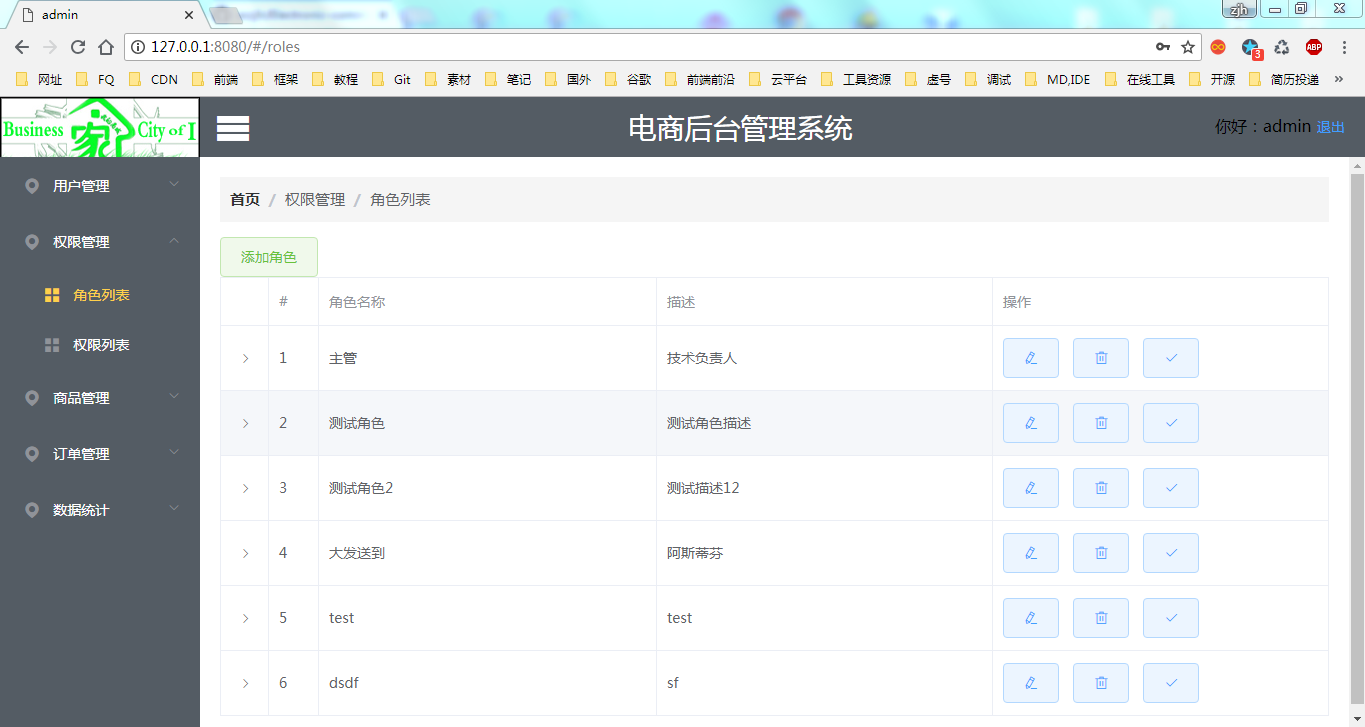 admin
zjh
127.0.0.1:8080/#/roles
3
ABP
网址 FQ CDN 前端 框架 教程 Git 素材 笔记 国外 谷歌 前端前沿 云平台 工具资源 虚号 调试 MD,IDE 在线工具 开源 简历投递 »
Business 家 City of I
电商后台管理系统
你好：admin 退出
用户管理
权限管理
角色列表
权限列表
商品管理
订单管理
数据统计
首页 / 权限管理 / 角色列表
添加角色
# 角色名称 描述 操作
1 主管 技术负责人
2 测试角色 测试角色描述
3 测试角色2 测试描述12
4 大发送到 阿斯蒂芬
5 test test
6 dsdf sf